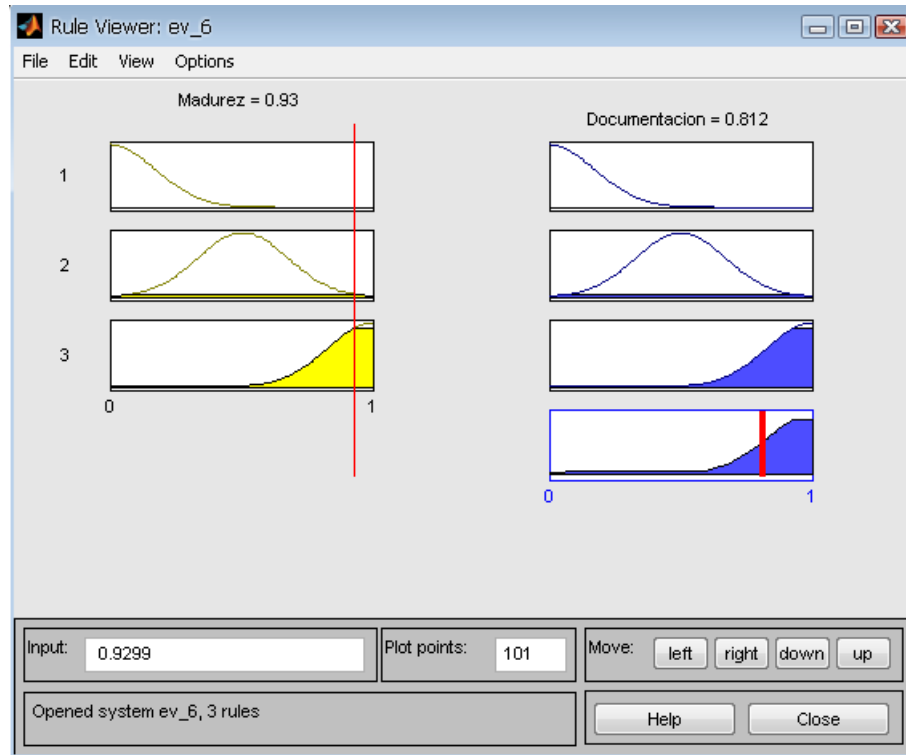 Rule Viewer: ev_6
File Edit View Options
Madurez = 0.93
Documentacion = 0.812
1
2
3
0 1
0 1
Input: 0.9299
Plot points: 101
Move: left right down up
Opened system ev_6, 3 rules
Help Close